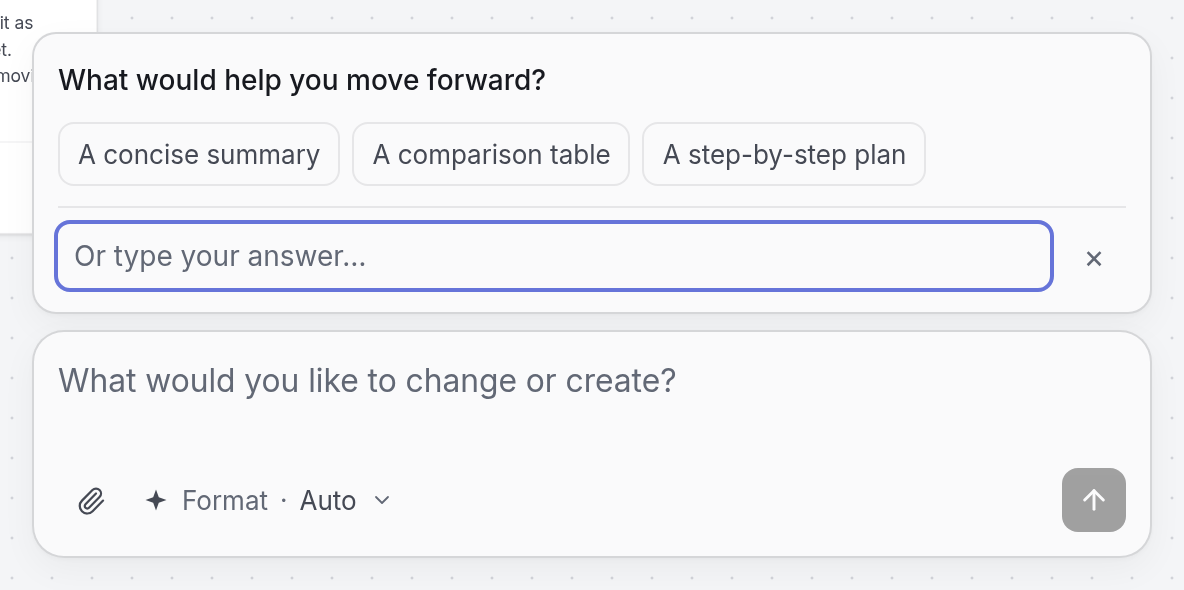 it as
What would help you move forward?
A concise summary
A comparison table
A step-by-step plan
Or type your answer...
What would you like to change or create?
Format · Auto